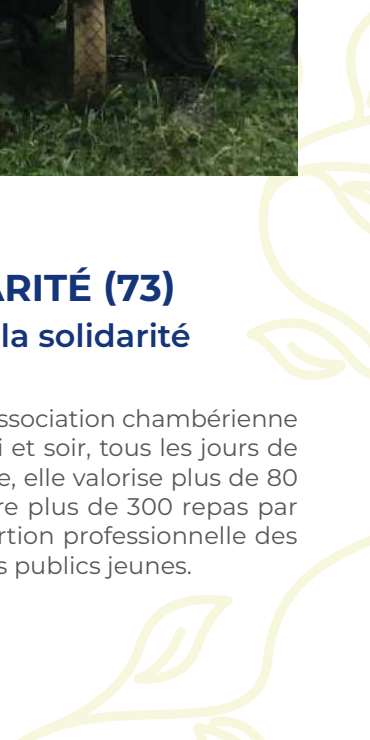 ARITÉ (73)
la solidarité
ssociation chambérienne
i et soir, tous les jours de
e, elle valorise plus de 80
re plus de 300 repas par
rtion professionnelle des
s publics jeunes.